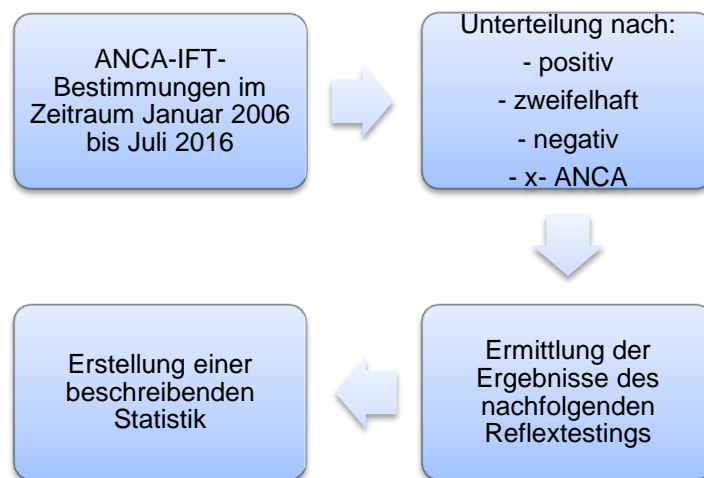 ANCA-IFT-
Bestimmungen im
Zeitraum Januar 2006
bis Juli 2016
Unterteilung nach:
- positiv
- zweifelhaft
- negativ
- x- ANCA
Ermittlung der
Ergebnisse des
nachfolgenden
Reflextestings
Erstellung einer
beschreibenden
Statistik